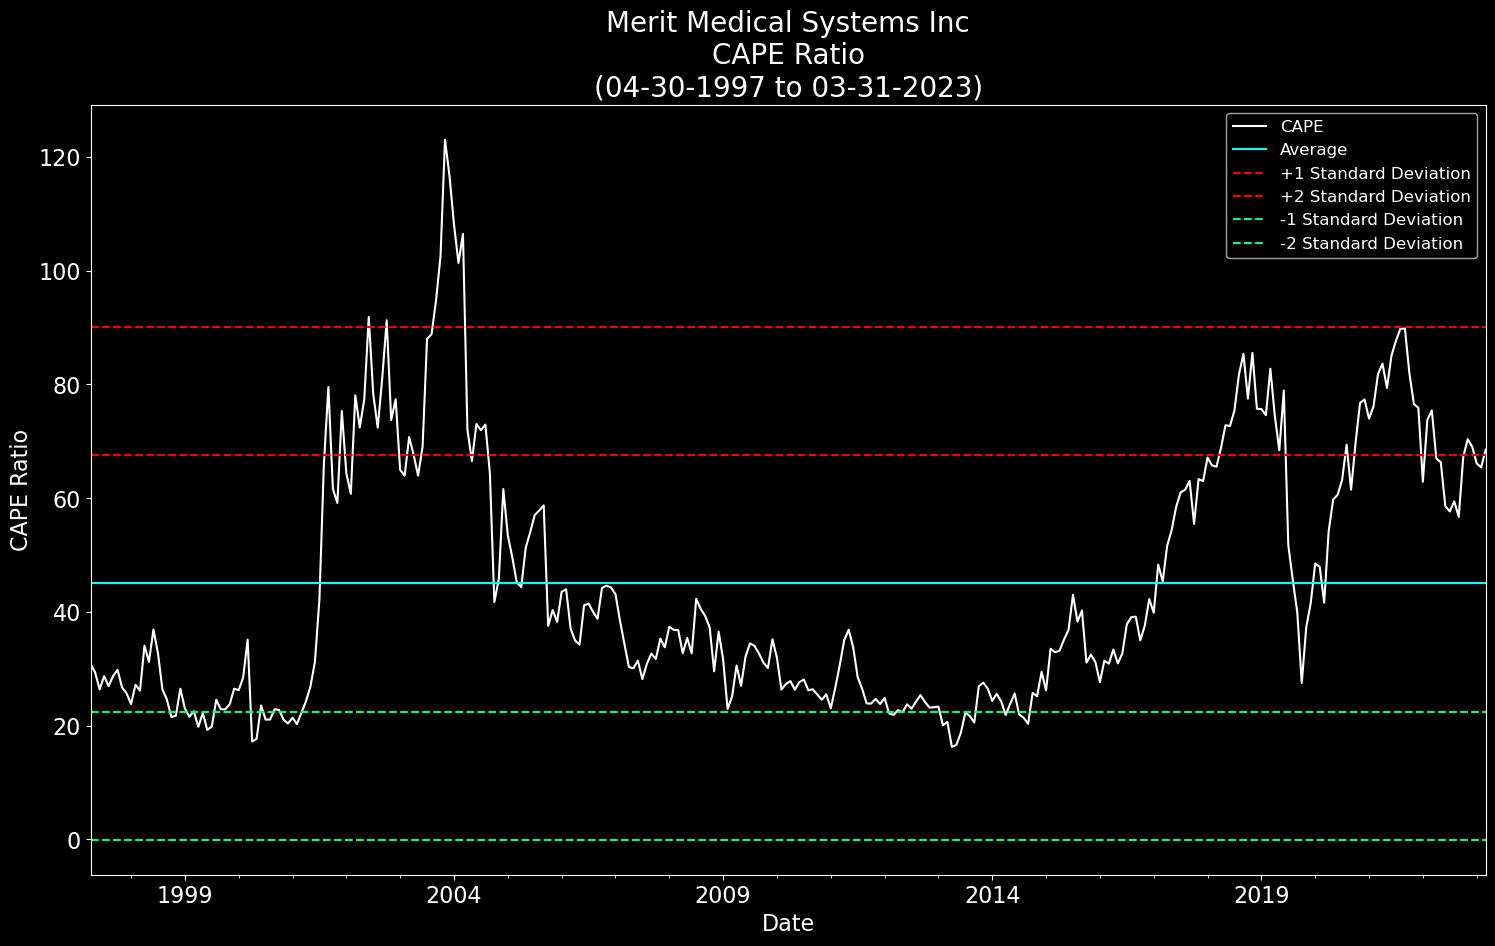 Merit Medical Systems Inc
CAPE Ratio
(04-30-1997 to 03-31-2023)
CAPE
Average
+1 Standard Deviation
+2 Standard Deviation
-1 Standard Deviation
-2 Standard Deviation
CAPE Ratio
120
100
80
60
40
20
0
1999 2004 2009 2014 2019
Date